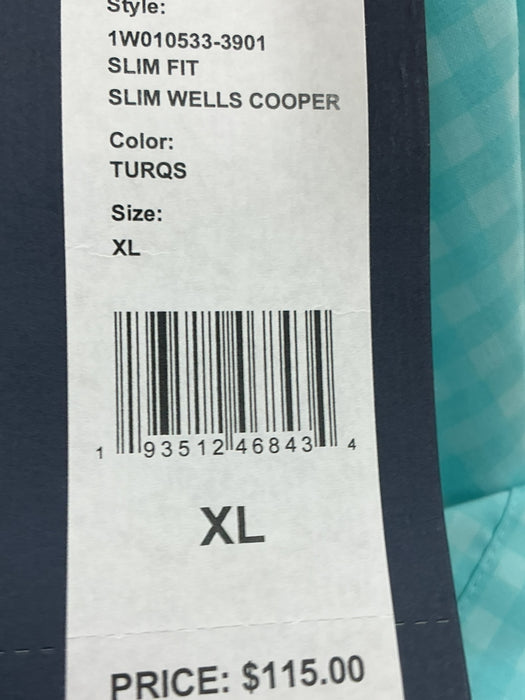 Style:
1W010533-3901
SLIM FIT
SLIM WELLS COOPER
Color:
TURQS
Size:
XL
1 93512 46843 4
XL
PRICE: $115.00